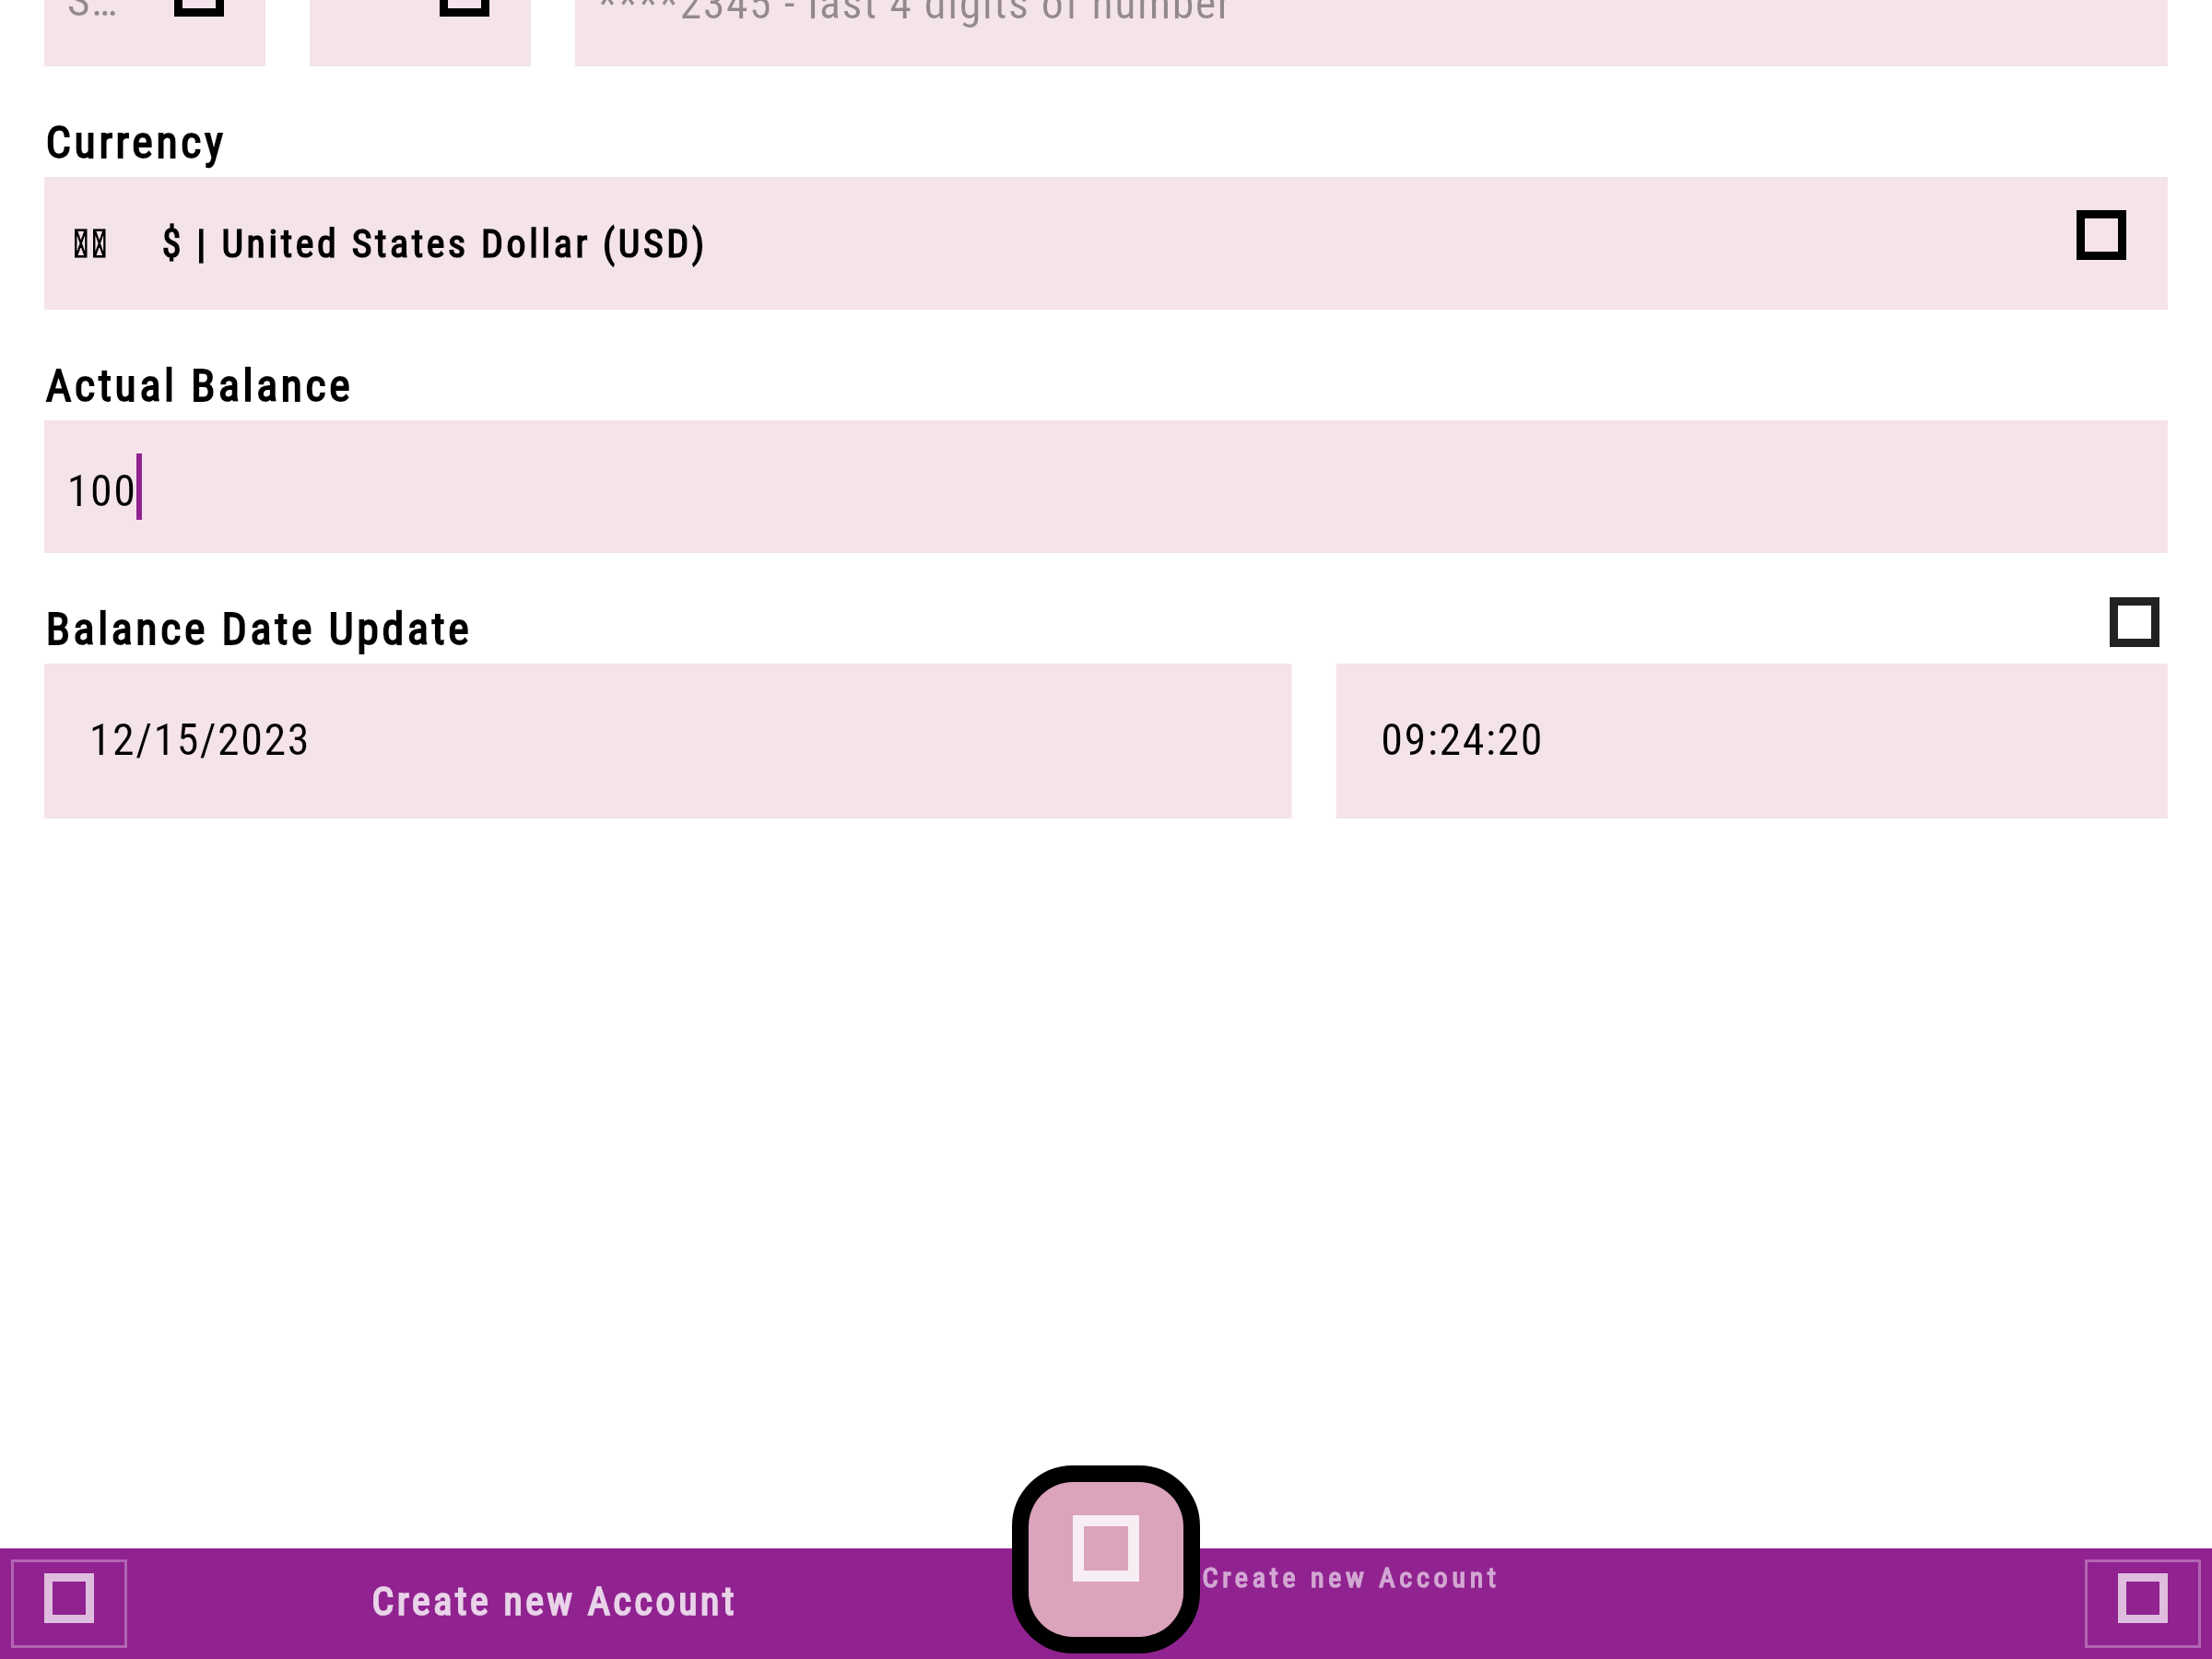 S… ****2345 - last 4 digits of number
Currency
$ | United States Dollar (USD)
Actual Balance
100
Balance Date Update
12/15/2023 09:24:20
Create new Account Create new Account